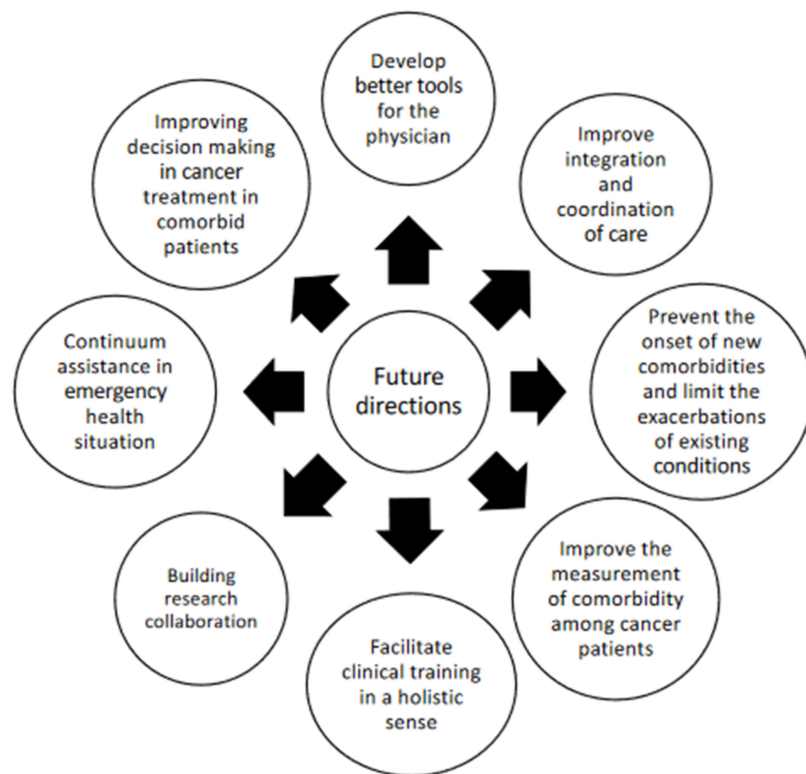 Develop
better tools
for the
physician
Improving
decision making
in cancer
treatment in
comorbid
patients
Improve
integration
and
coordination
of care
Continuum
assistance in
emergency
health
situation
Future
directions
Prevent the
onset of new
comorbidities
and limit the
exacerbations
of existing
conditions
Building
research
collaboration
Improve the
measurement
of comorbidity
among cancer
patients
Facilitate
clinical training
in a holistic
sense